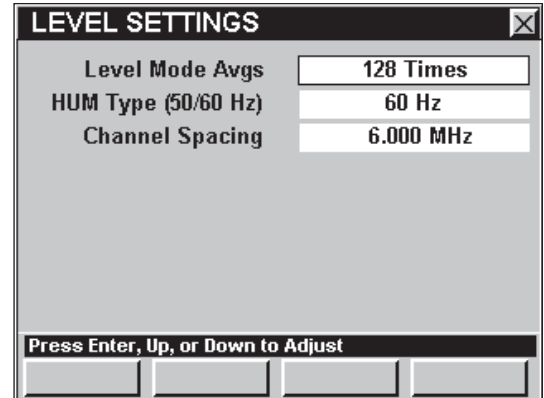 LEVEL SETTINGS
Level Mode Avgs 128 Times
HUM Type (50/60 Hz) 60 Hz
Channel Spacing 6.000 MHz
Press Enter, Up, or Down to Adjust